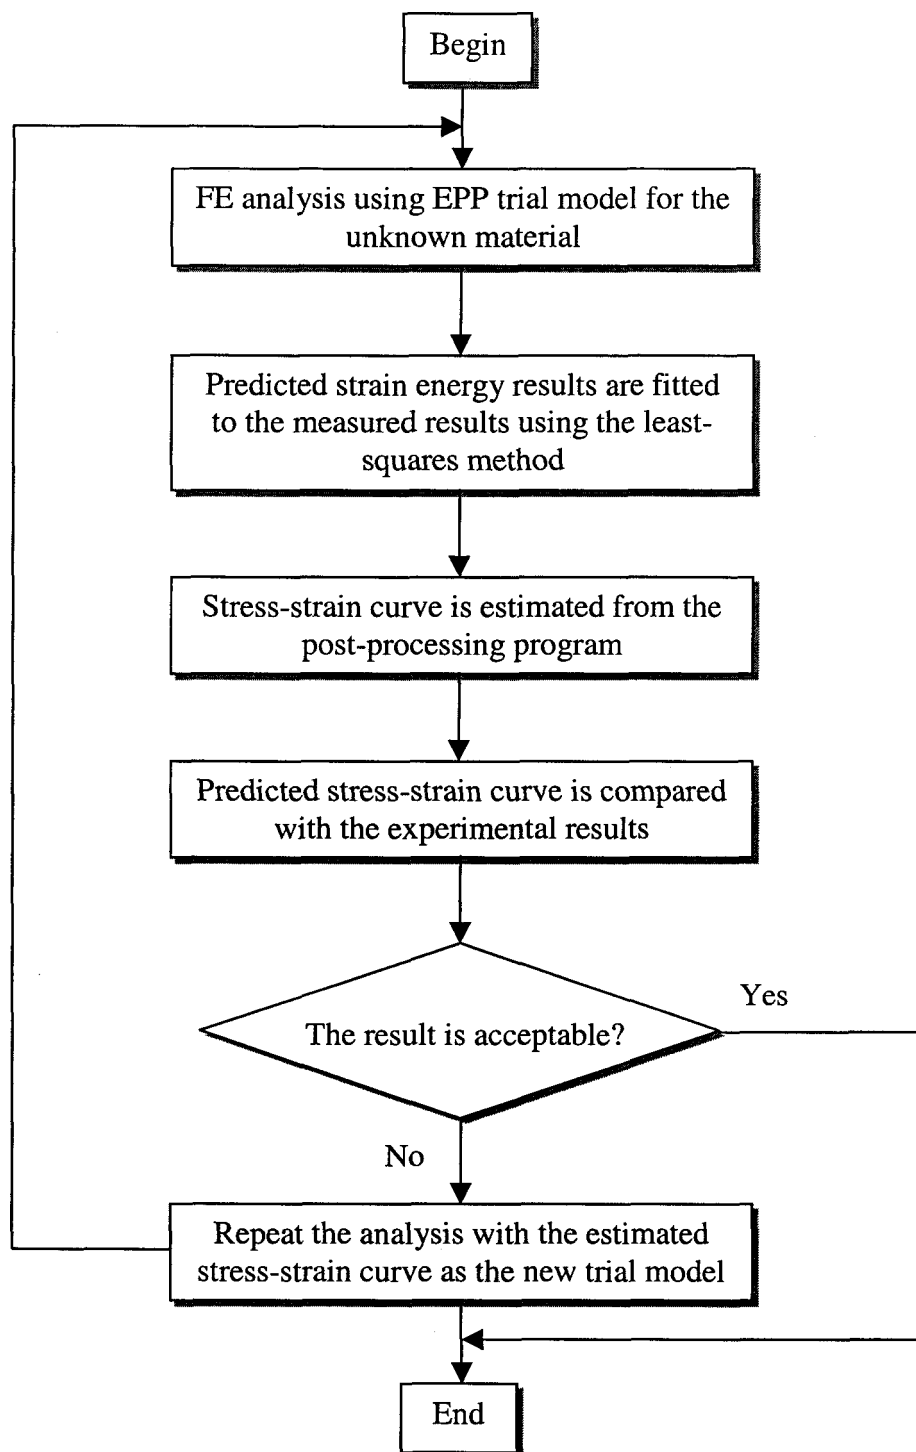 Begin
FE analysis using EPP trial model for the
unknown material
Predicted strain energy results are fitted
to the measured results using the least-
squares method
Stress-strain curve is estimated from the
post-processing program
Predicted stress-strain curve is compared
with the experimental results
The result is acceptable?
Yes
No
Repeat the analysis with the estimated
stress-strain curve as the new trial model
End